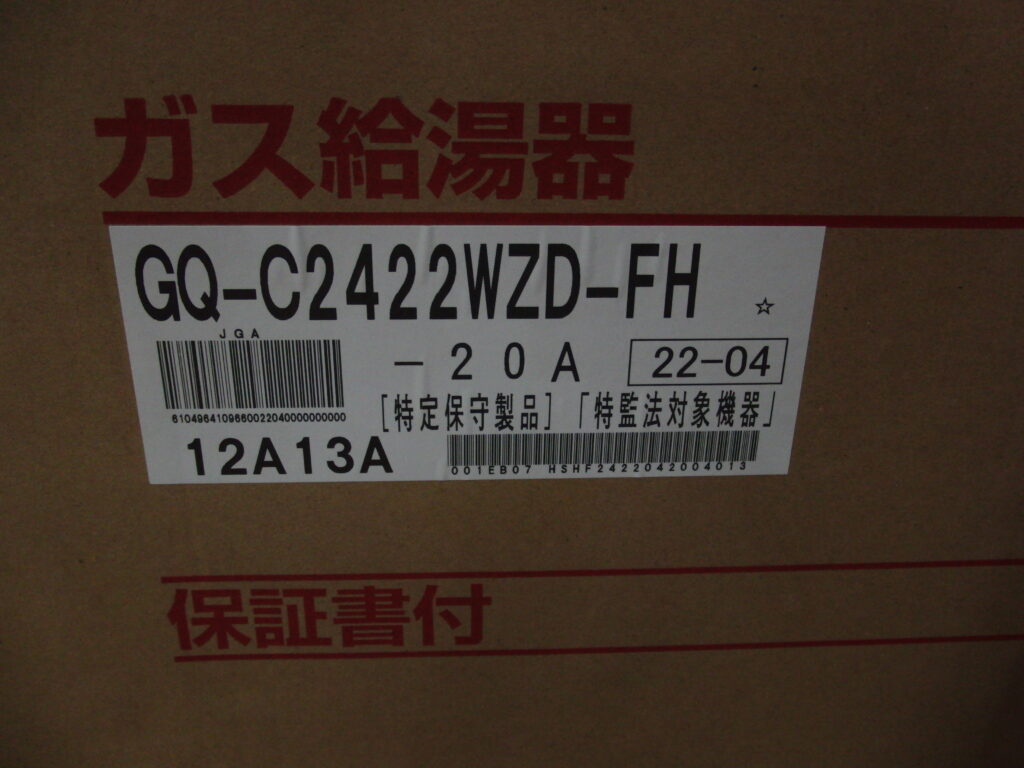 ガス給湯器
GQ-C2422WZD-FH ☆
JGA
-20A 22-04
6104964109660022040000000000
[特定保守製品] 「特監法対象機器」
12A13A
001EB07 HSHF2422042004013
保証書付